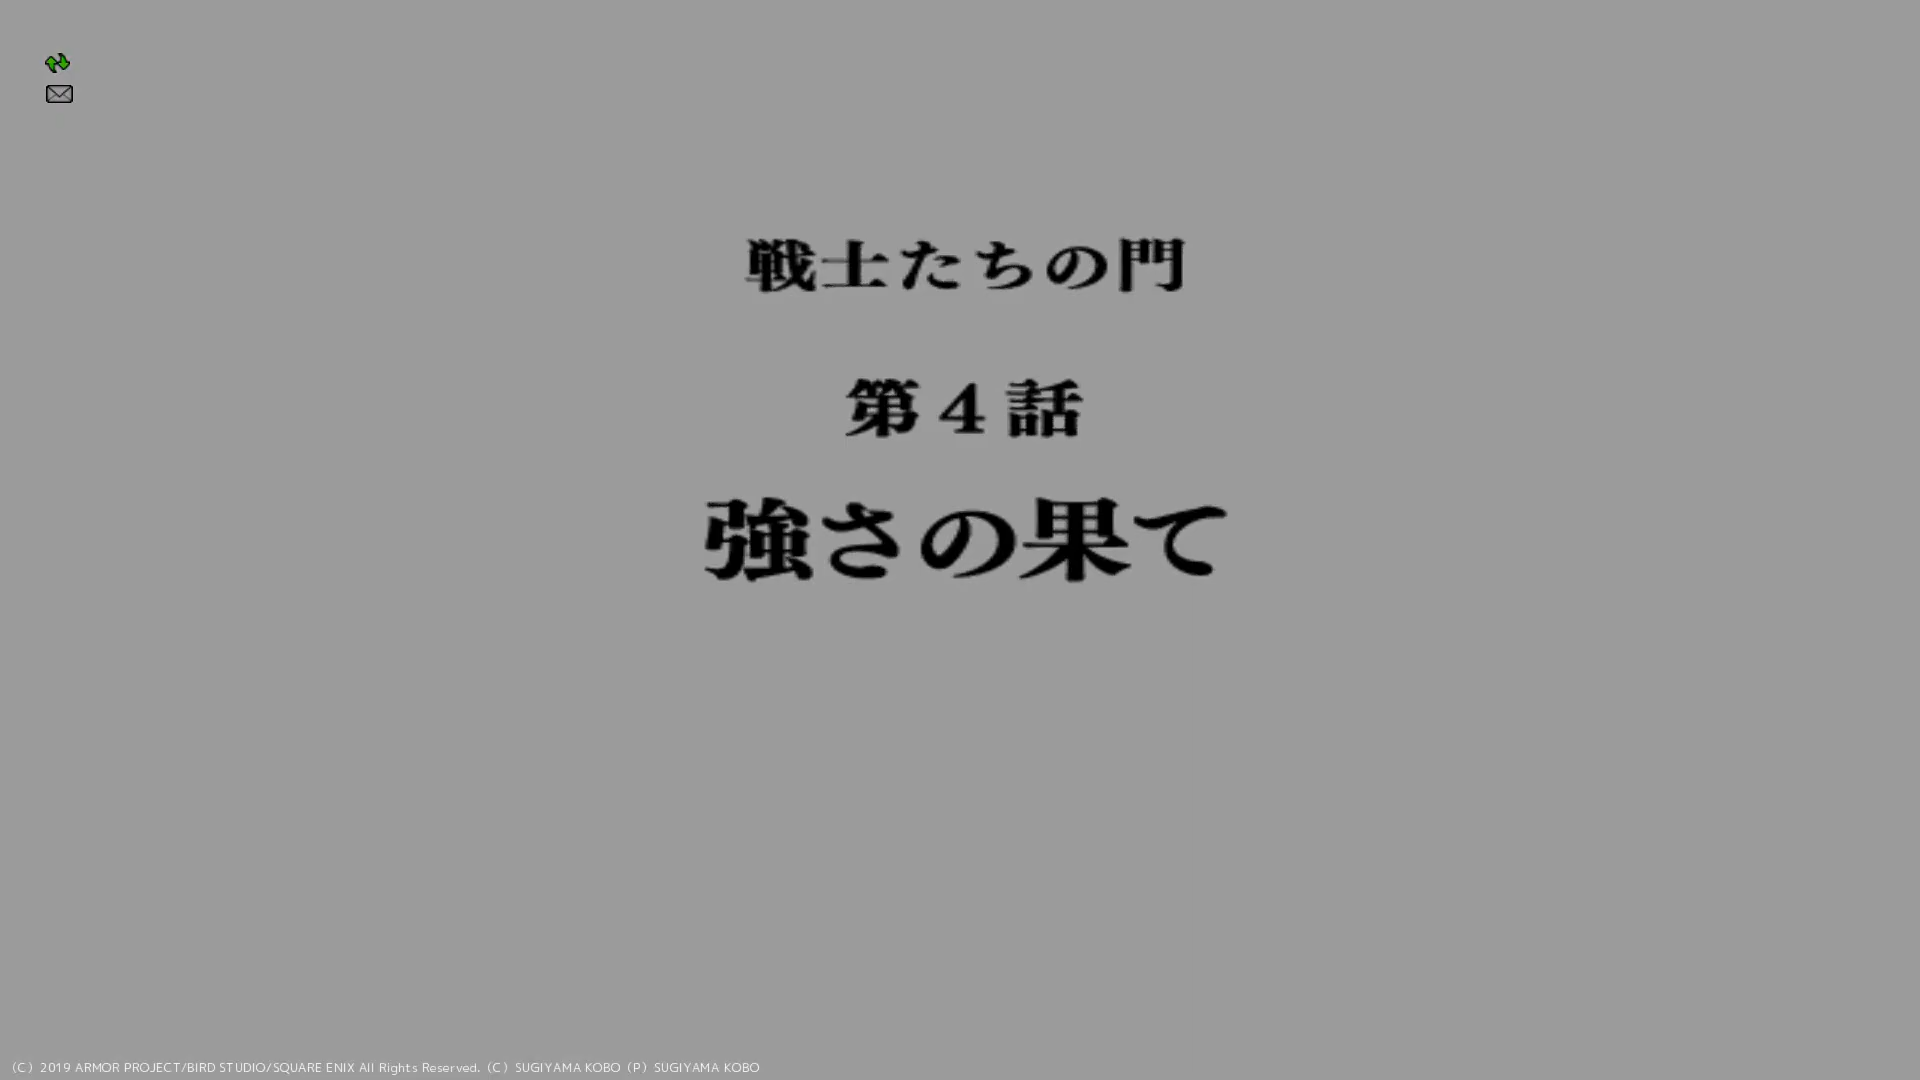 戦士たちの門
第4話
強さの果て
(C) 2019 ARMOR PROJECT/BIRD STUDIO/SQUARE ENIX All Rights Reserved. (C) SUGIYAMA KOBO (P) SUGIYAMA KOBO